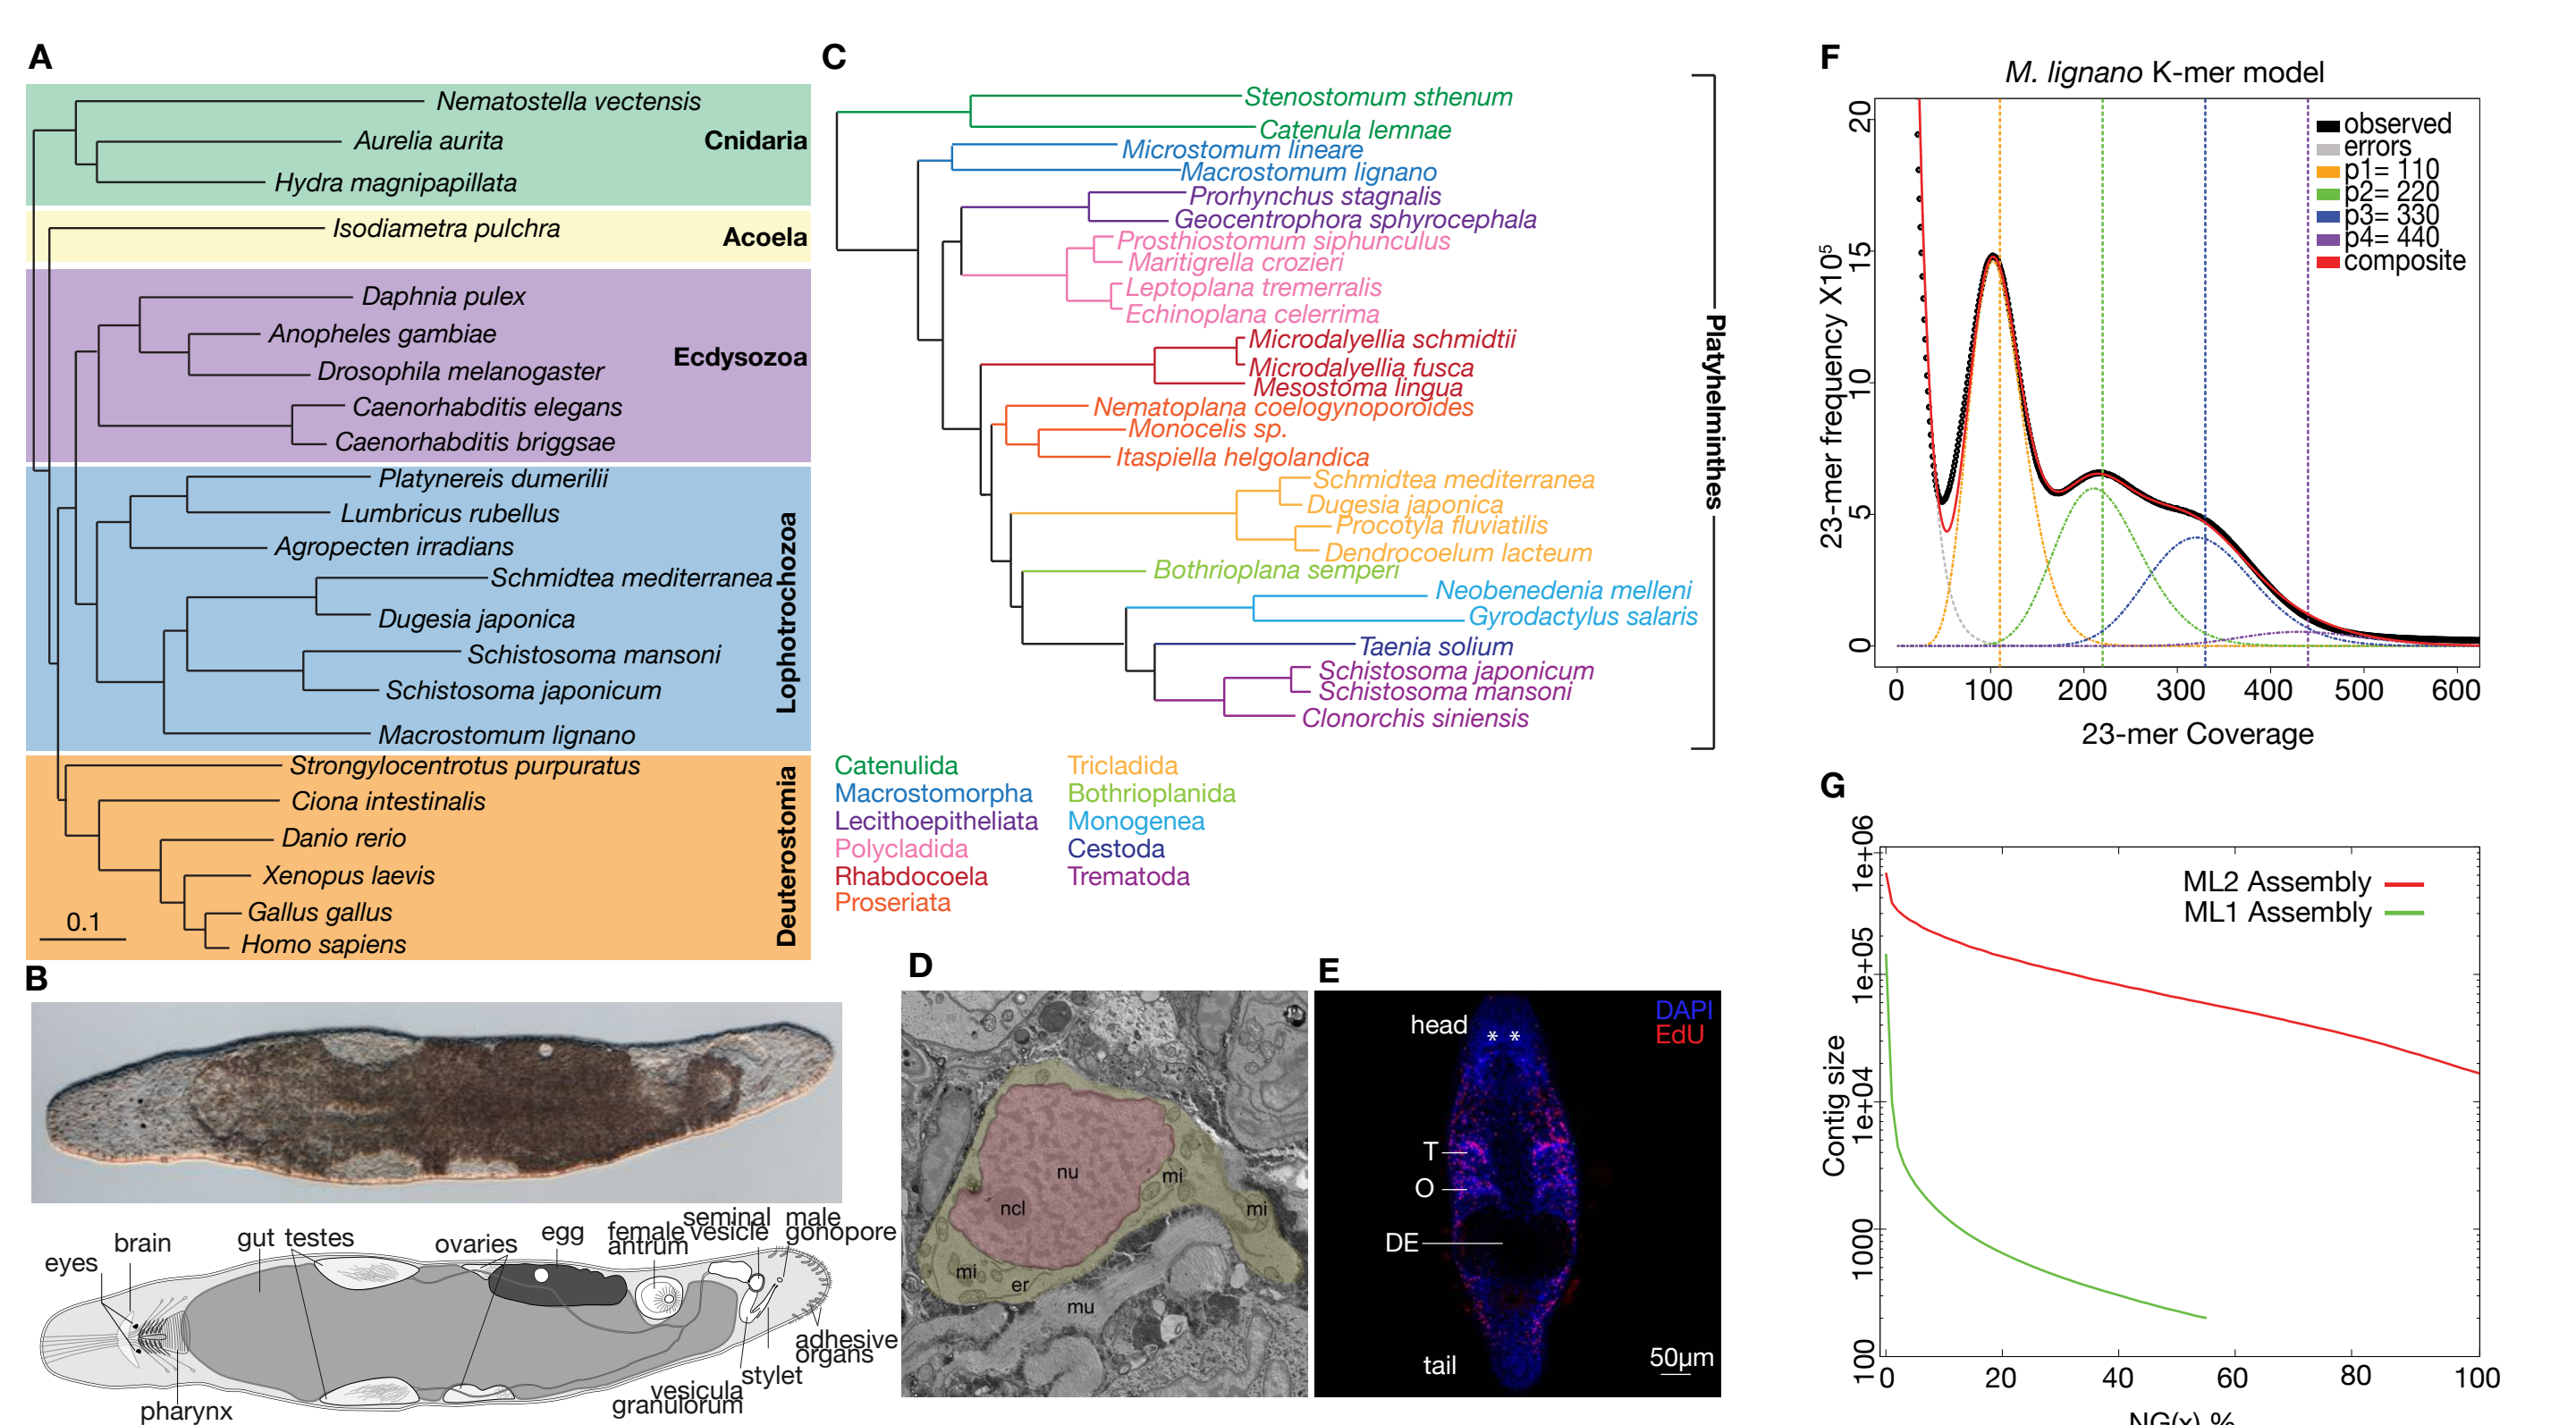 A
Nematostella vectensis
Aurelia aurita
Cnidaria
Hydra magnipapillata
Isodiametra pulchra
Acoela
Daphnia pulex
Anopheles gambiae
Ecdysozoa
Drosophila melanogaster
Caenorhabditis elegans
Caenorhabditis briggsae
Platynereis dumerilii
Lumbricus rubellus
Agropecten irradians
Schmidtea mediterranea
Dugesia japonica
Schistosoma mansoni
Schistosoma japonicum
Macrostomum lignano
Lophotrochozoa
Strongylocentrotus purpuratus
Ciona intestinalis
Danio rerio
Xenopus laevis
Gallus gallus
Homo sapiens
Deuterostomia
0.1
B
eyes
brain
gut
testes
ovaries
egg
female
antrum
seminal
vesicle
male
gonopore
adhesive
organs
stylet
vesicula
granulorum
pharynx
C
Stenostomum sthenum
Catenula lemnae
Microstomum lineare
Macrostomum lignano
Prorhynchus stagnalis
Geocentrophora sphyrocephala
Prosthiostomum siphunculus
Maritigrella crozieri
Leptoplana tremerralis
Echinoplana celerrima
Microdalyellia schmidtii
Microdalyellia fusca
Mesostoma lingua
Nematoplana coelogynoporoides
Monocelis sp.
Itaspiella helgolandica
Schmidtea mediterranea
Dugesia japonica
Procotyla fluviatilis
Dendrocoelum lacteum
Bothrioplana semperi
Neobenedenia melleni
Gyrodactylus salaris
Taenia solium
Schistosoma japonicum
Schistosoma mansoni
Clonorchis siniensis
Platyhelminthes
Catenulida
Macrostomorpha
Lecithoepitheliata
Polycladida
Rhabdocoela
Proseriata
Tricladida
Bothrioplanida
Monogenea
Cestoda
Trematoda
D
nu
ncl
mi
mi
mi
er
mu
E
DAPI
EdU
head
* *
T
O
DE
tail
50µm
F
M. lignano K-mer model
observed
errors
p1= 110
p2= 220
p3= 330
p4= 440
composite
23-mer frequency X10⁵
20
15
10
5
0
0 100 200 300 400 500 600
23-mer Coverage
G
ML2 Assembly
ML1 Assembly
Contig size
1e+06
1e+05
1e+04
1000
100
0 20 40 60 80 100
NG(x) %